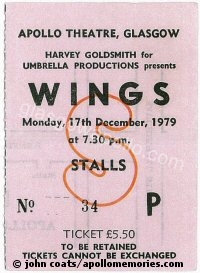 APOLLO THEATRE, GLASGOW
HARVEY GOLDSMITH for
UMBRELLA PRODUCTIONS presents
WINGS
Monday, 17th December, 1979
at 7.30 p.m.
S
STALLS
No 34 P
TICKET £5.50
TO BE RETAINED
TICKETS CANNOT BE EXCHANGED
© john coats/apollomemories.com